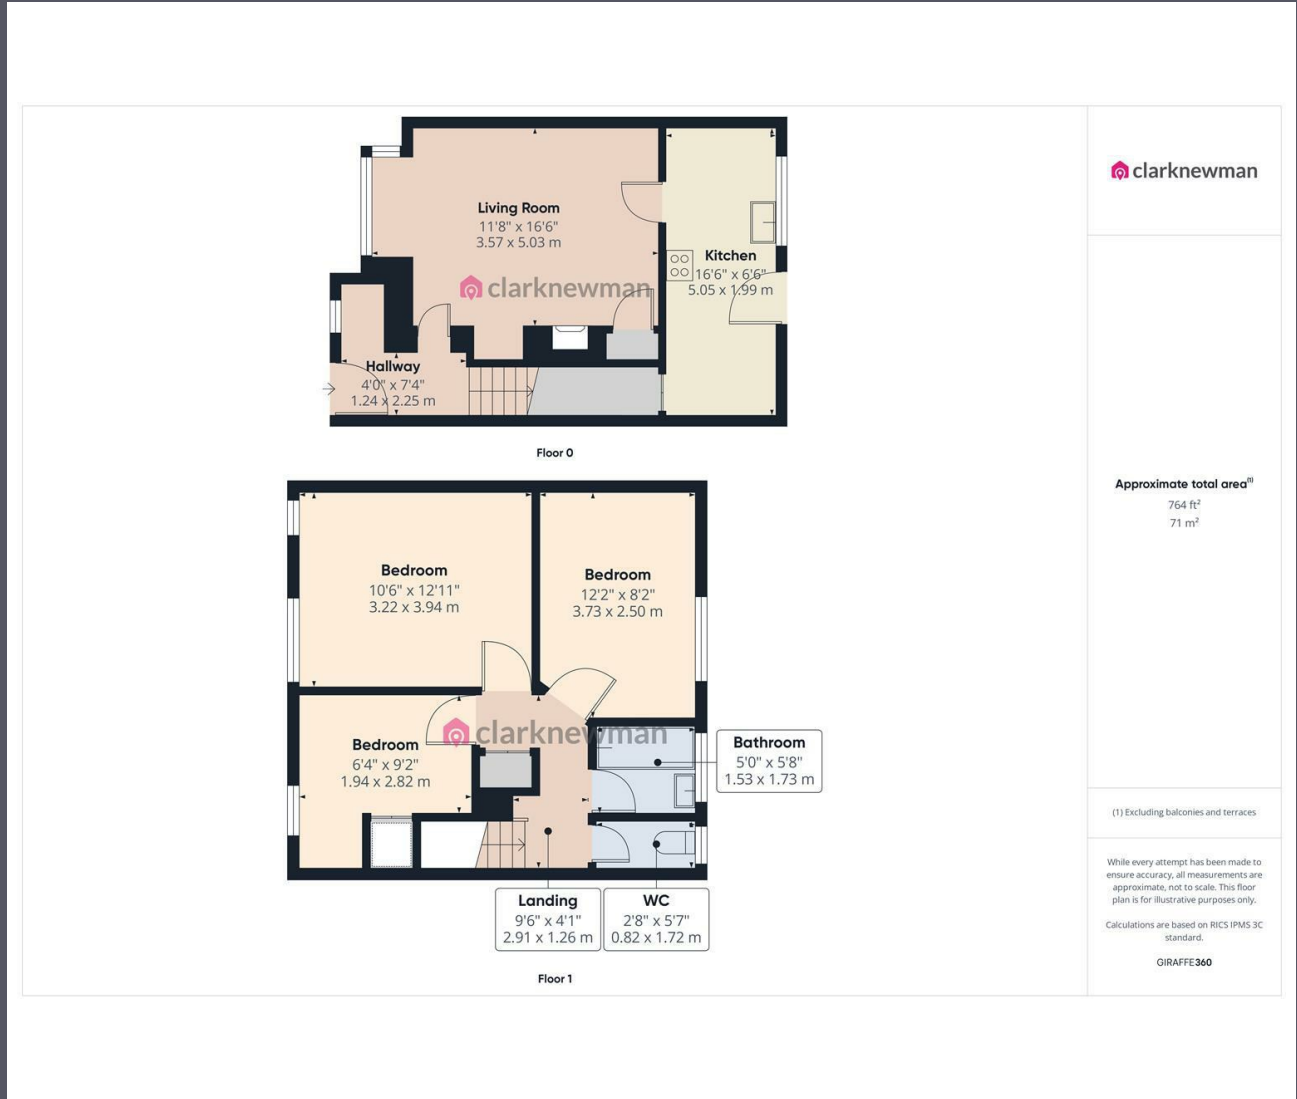 Living Room
11'8" x 16'6"
3.57 x 5.03 m
clarknewman
Kitchen
16'6" x 6'6"
5.05 x 1.99 m
Hallway
4'0" x 7'4"
1.24 x 2.25 m
Floor 0
Bedroom
10'6" x 12'11"
3.22 x 3.94 m
Bedroom
12'2" x 8'2"
3.73 x 2.50 m
clarknewman
Bedroom
6'4" x 9'2"
1.94 x 2.82 m
Bathroom
5'0" x 5'8"
1.53 x 1.73 m
Landing
9'6" x 4'1"
2.91 x 1.26 m
WC
2'8" x 5'7"
0.82 x 1.72 m
Floor 1
clarknewman
Approximate total area(1)
764 ft²
71 m²
(1) Excluding balconies and terraces
While every attempt has been made to
ensure accuracy, all measurements are
approximate, not to scale. This floor
plan is for illustrative purposes only.
Calculations are based on RICS IPMS 3C
standard.
GIRAFFE360